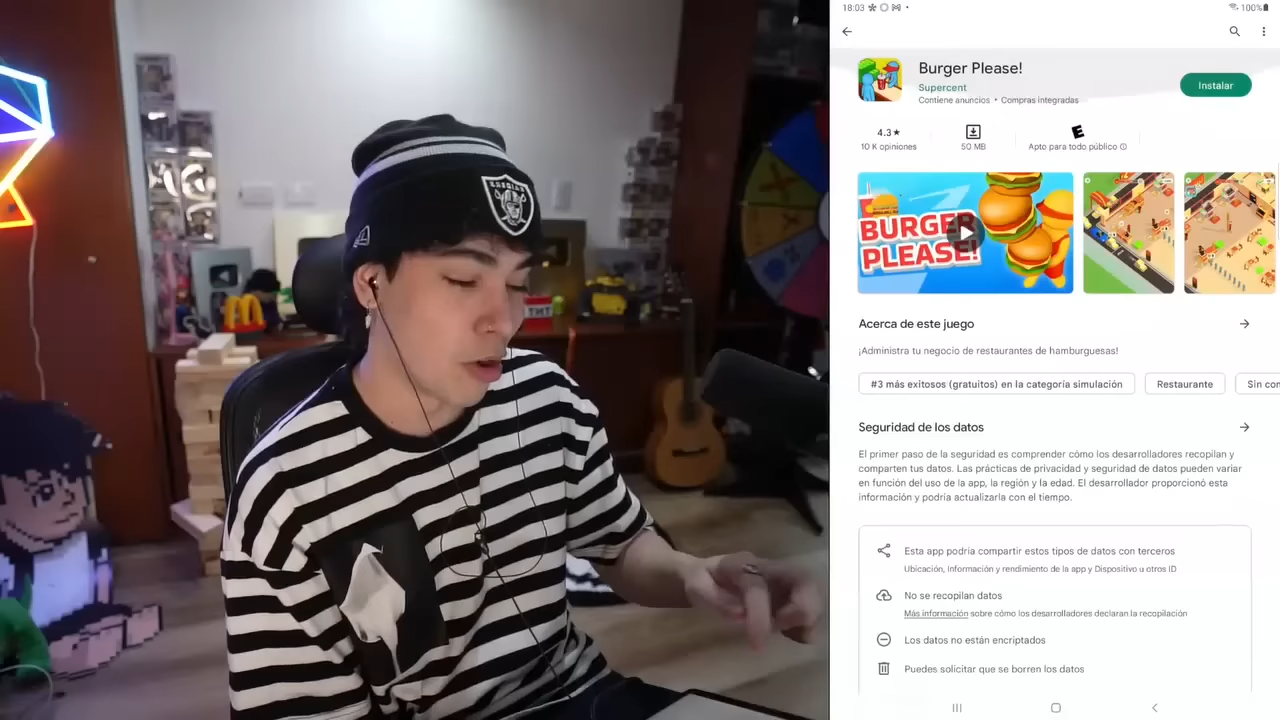 18:03
100%
Burger Please!
Supercent
Contiene anuncios • Compras integradas
Instalar
4.3★
10 K opiniones
50 MB
E
Apto para todo público
BURGER
PLEASE!
Acerca de este juego
¡Administra tu negocio de restaurantes de hamburguesas!
#3 más exitosos (gratuitos) en la categoría simulación
Restaurante
Sin con
Seguridad de los datos
El primer paso de la seguridad es comprender cómo los desarrolladores recopilan y
comparten tus datos. Las prácticas de privacidad y seguridad de datos pueden variar
en función del uso de la app, la región y la edad. El desarrollador proporcionó esta
información y podría actualizarla con el tiempo.
Esta app podría compartir estos tipos de datos con terceros
Ubicación, Información y rendimiento de la app y Dispositivo u otros ID
No se recopilan datos
Más información sobre cómo los desarrolladores declaran la recopilación
Los datos no están encriptados
Puedes solicitar que se borren los datos
RAIDERS
TNT